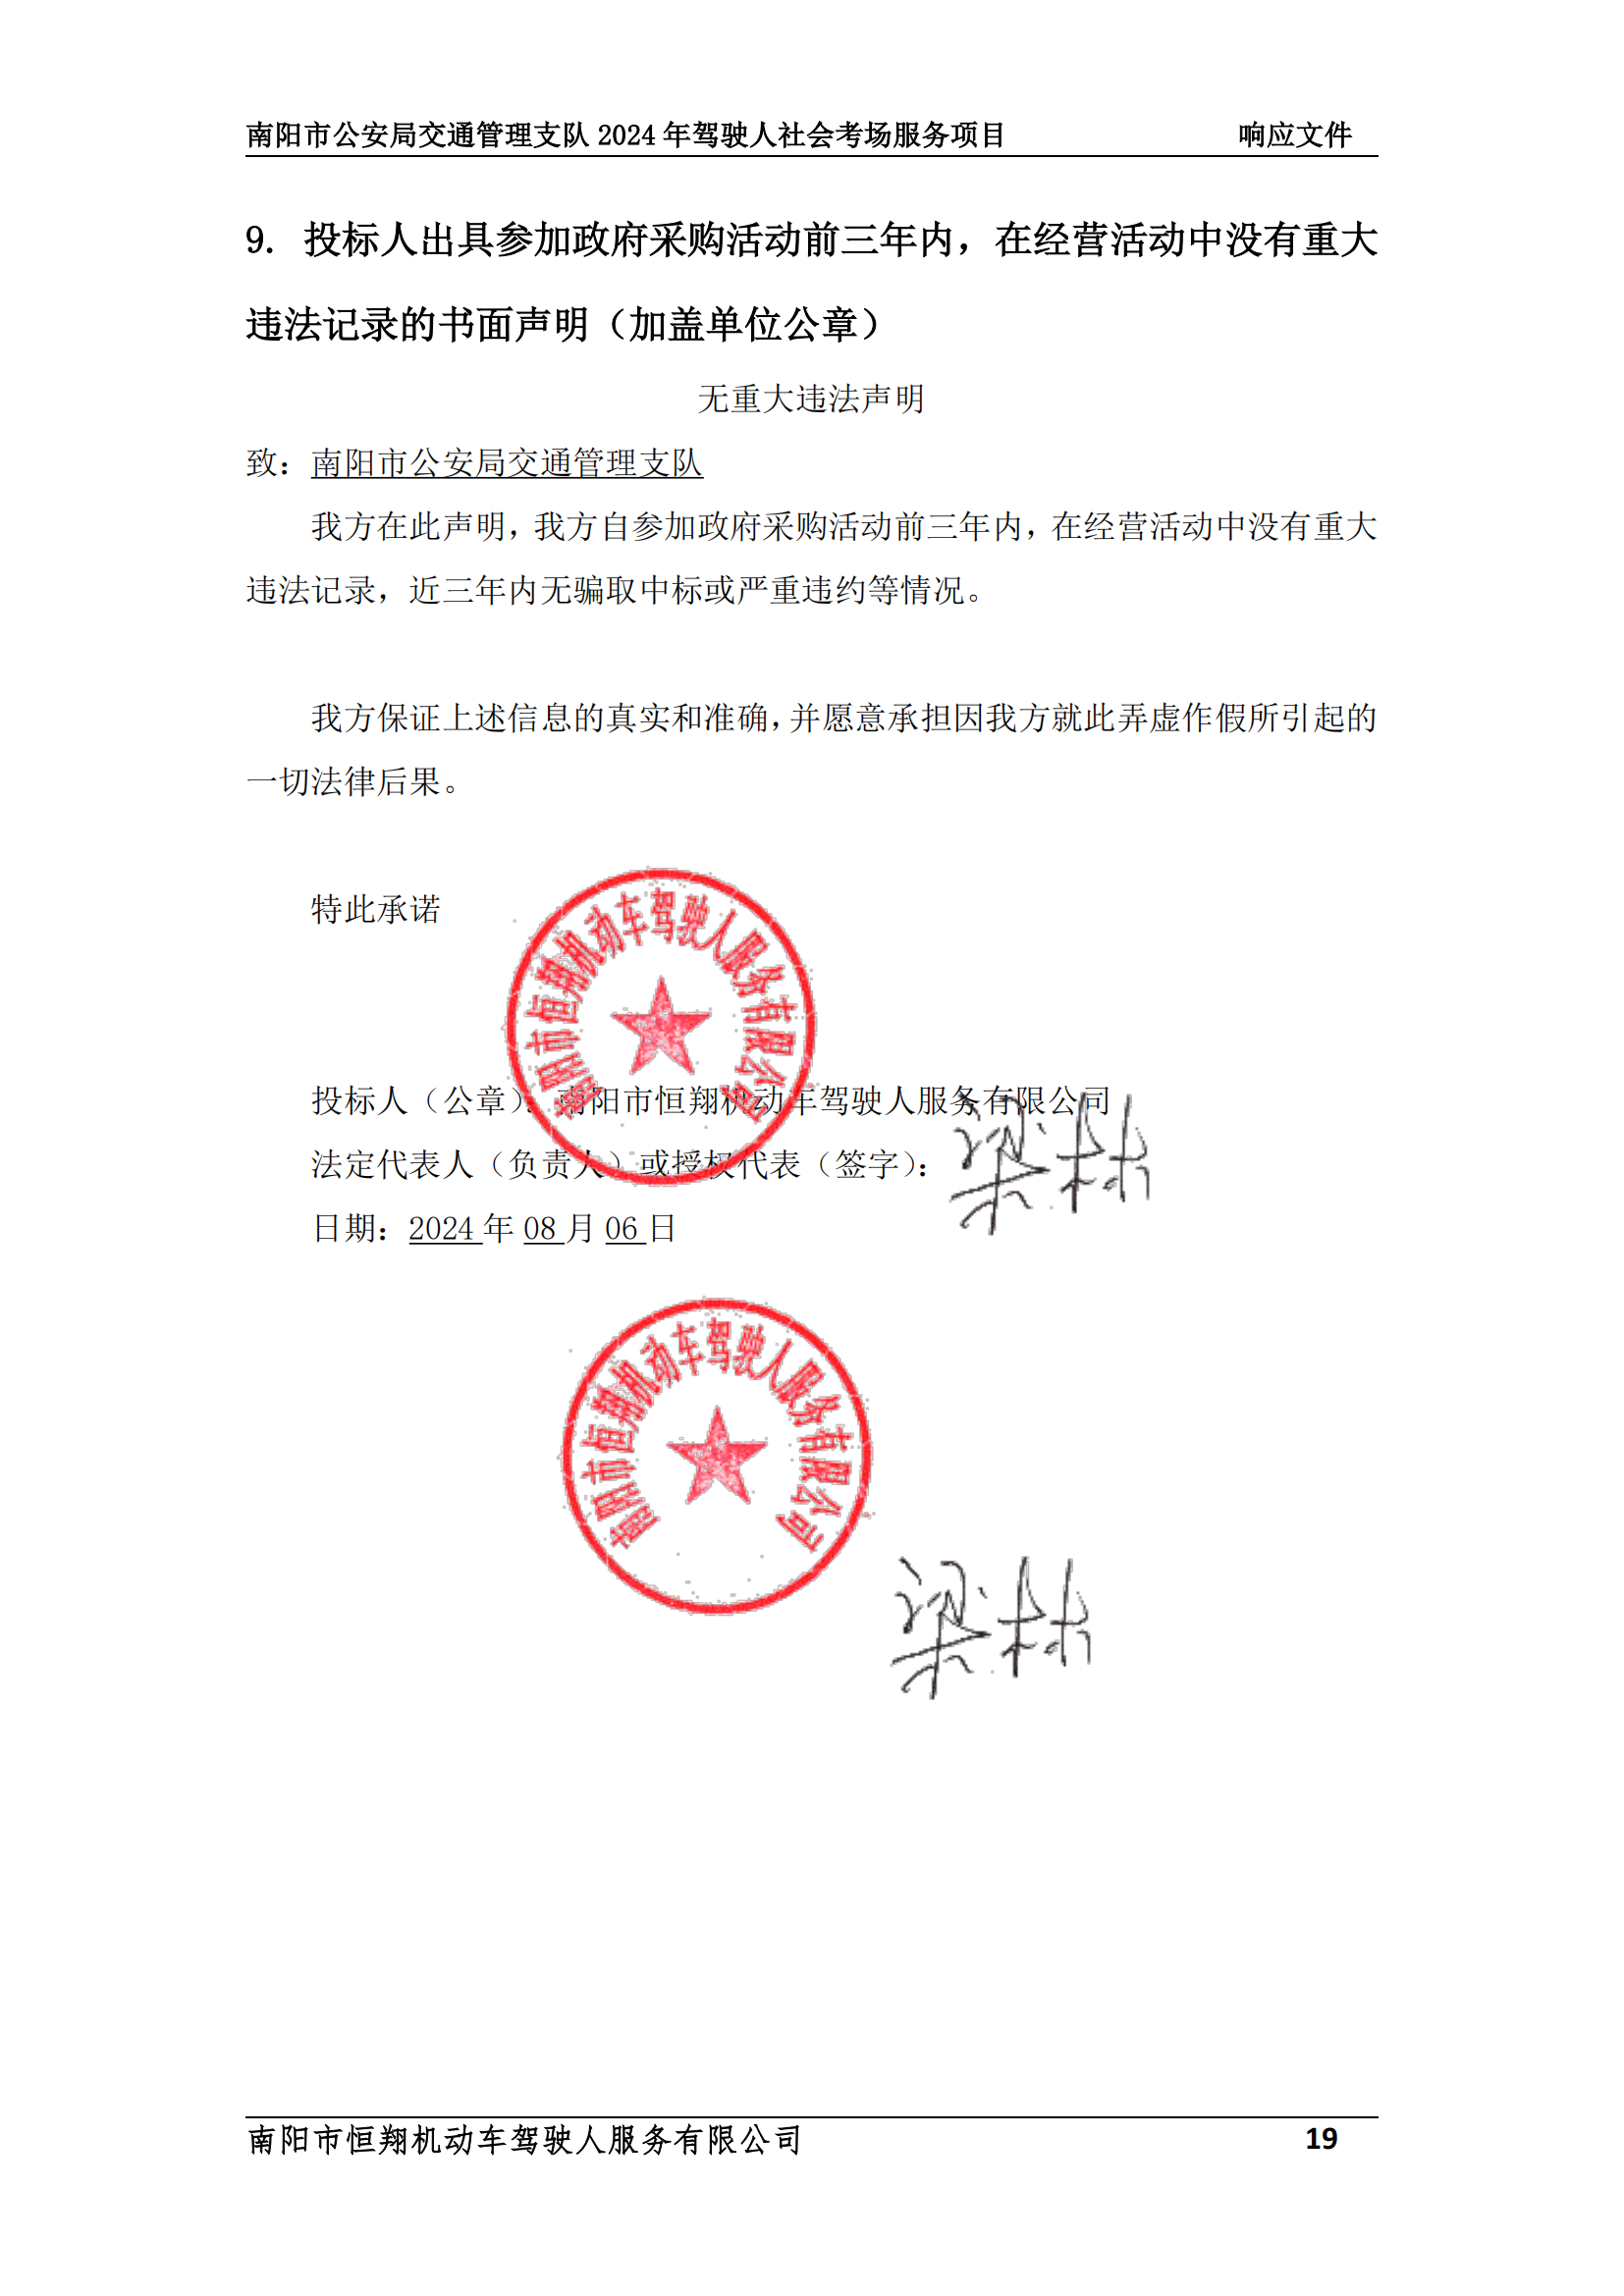 南阳市公安局交通管理支队 2024 年驾驶人社会考场服务项目 响应文件
9. 投标人出具参加政府采购活动前三年内，在经营活动中没有重大
违法记录的书面声明（加盖单位公章）
无重大违法声明
致：南阳市公安局交通管理支队
我方在此声明，我方自参加政府采购活动前三年内，在经营活动中没有重大
违法记录，近三年内无骗取中标或严重违约等情况。
我方保证上述信息的真实和准确，并愿意承担因我方就此弄虚作假所引起的
一切法律后果。
特此承诺
南阳市恒翔机动车驾驶人服务有限公司
投标人（公章）：南阳市恒翔机动车驾驶人服务有限公司
法定代表人（负责人）或授权代表（签字）：梁林
日期：2024 年 08 月 06 日
南阳市恒翔机动车驾驶人服务有限公司
梁林
南阳市恒翔机动车驾驶人服务有限公司 19